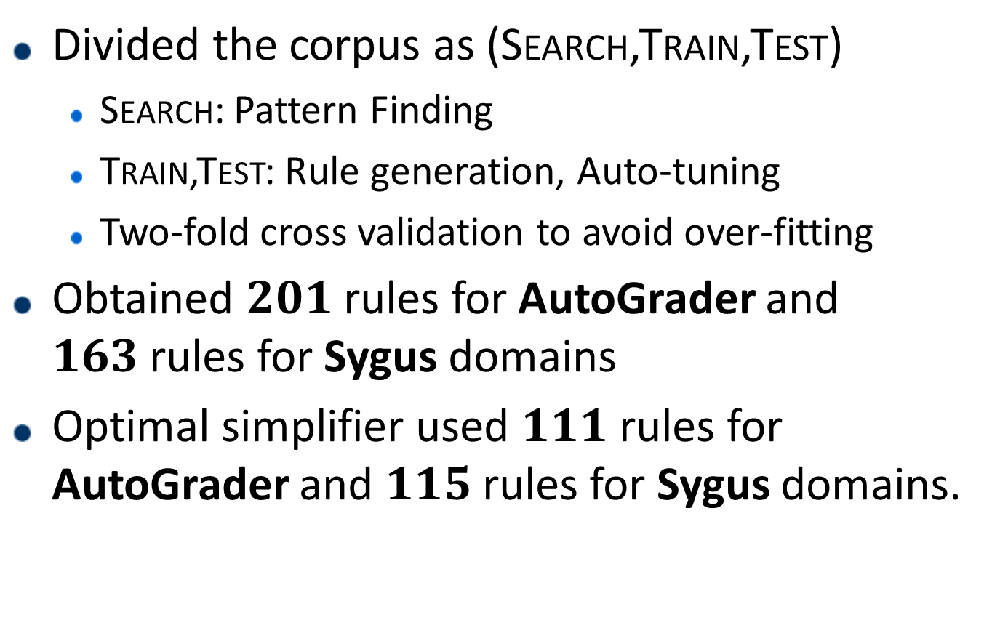 • Divided the corpus as (SEARCH,TRAIN,TEST)
• SEARCH: Pattern Finding
• TRAIN,TEST: Rule generation, Auto-tuning
• Two-fold cross validation to avoid over-fitting
• Obtained 201 rules for AutoGrader and
163 rules for Sygus domains
• Optimal simplifier used 111 rules for
AutoGrader and 115 rules for Sygus domains.